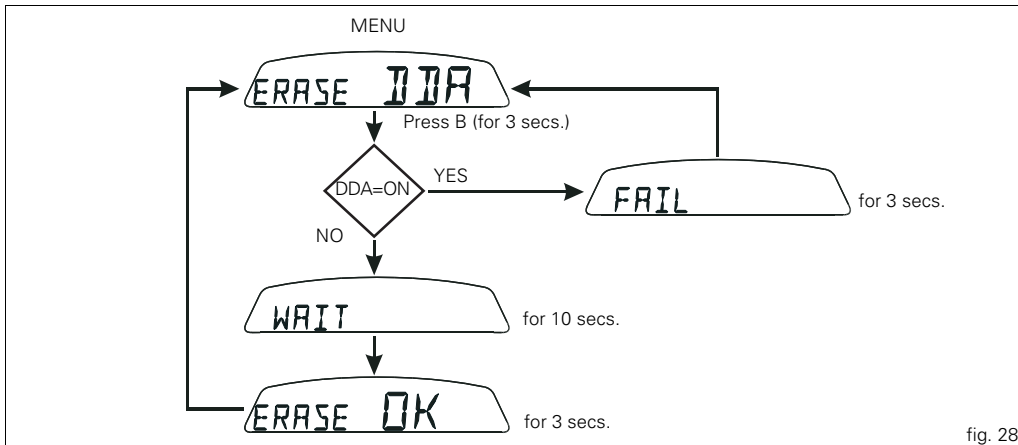 MENU
ERASE DDA
Press B (for 3 secs.)
DDA=ON
YES
FAIL
for 3 secs.
NO
WAIT
for 10 secs.
ERASE OK
for 3 secs.
fig. 28